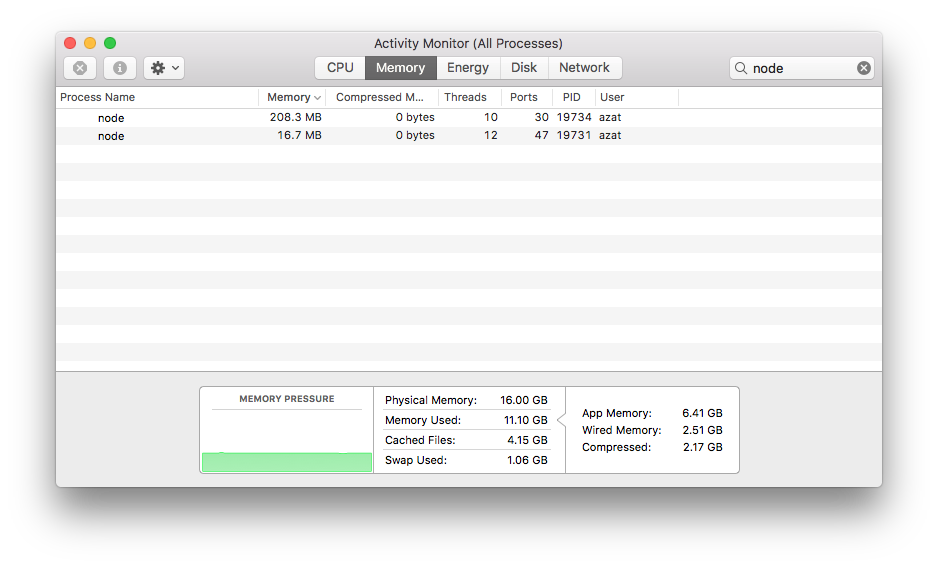 Activity Monitor (All Processes)
CPU Memory Energy Disk Network node
Process Name Memory Compressed M... Threads Ports PID User
node 208.3 MB 0 bytes 10 30 19734 azat
node 16.7 MB 0 bytes 12 47 19731 azat
MEMORY PRESSURE
Physical Memory: 16.00 GB
Memory Used: 11.10 GB
Cached Files: 4.15 GB
Swap Used: 1.06 GB
App Memory: 6.41 GB
Wired Memory: 2.51 GB
Compressed: 2.17 GB